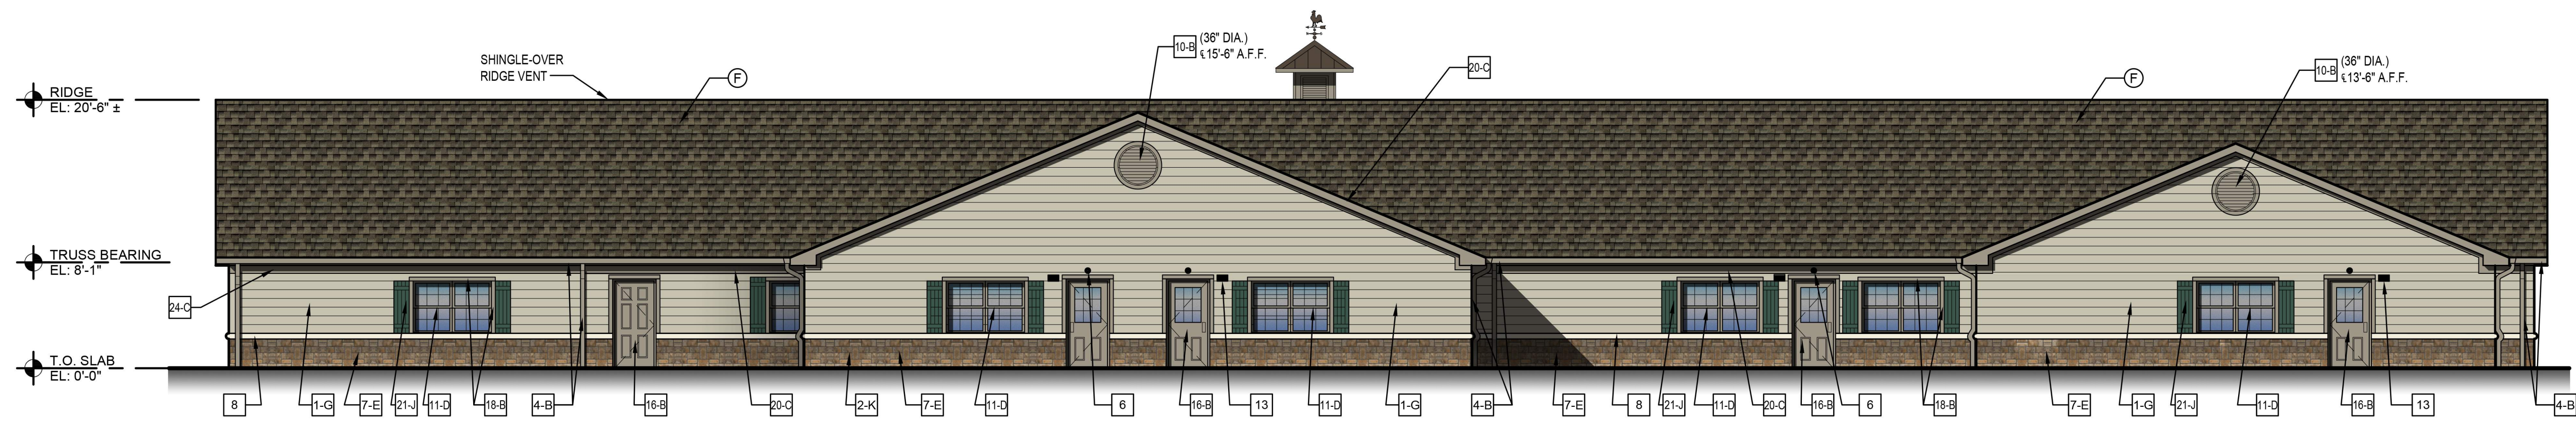 SHINGLE-OVER
RIDGE VENT
F
10-B
(36" DIA.)
℄15'-6" A.F.F.
20-C
F
10-B
(36" DIA.)
℄13'-6" A.F.F.
RIDGE
EL: 20'-6" ±
TRUSS BEARING
EL: 8'-1"
24-C
T.O. SLAB
EL: 0'-0"
8
1-G
7-E
21-J
11-D
18-B
4-B
16-B
20-C
2-K
7-E
11-D
6
16-B
13
11-D
1-G
4-B
7-E
8
21-J
11-D
20-C
16-B
6
18-B
7-E
1-G
21-J
11-D
16-B
13
4-B